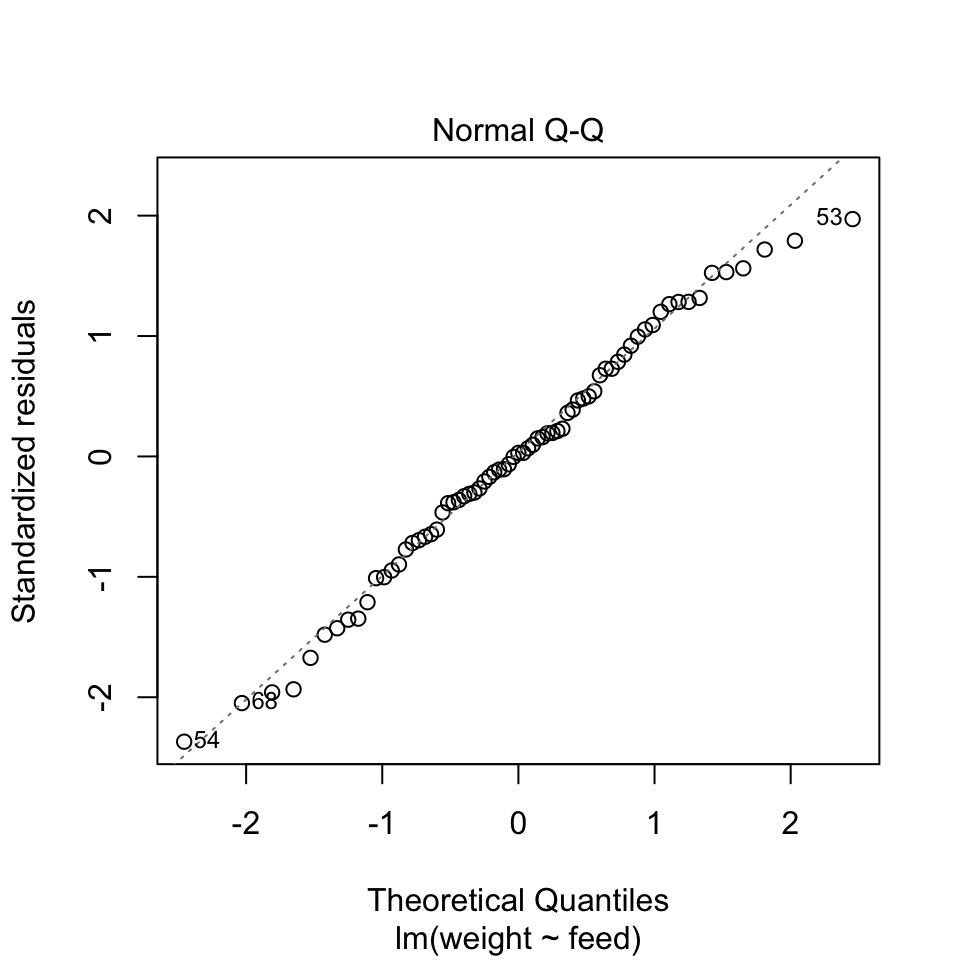 Normal Q-Q
Standardized residuals
2
1
0
-1
-2
53
68
54
-2 -1 0 1 2
Theoretical Quantiles
lm(weight ~ feed)